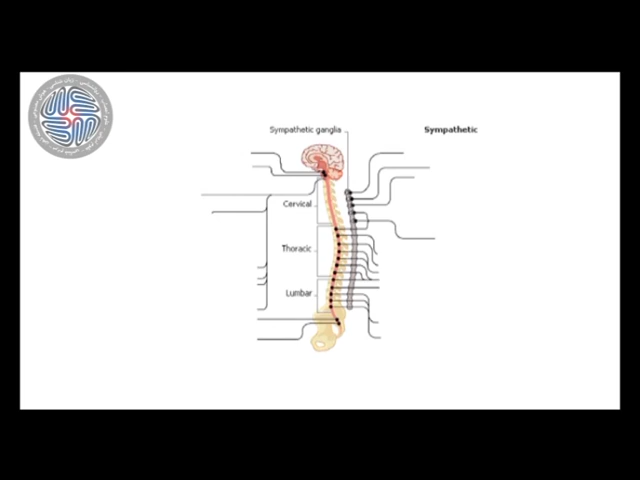 Sympathetic ganglia
Sympathetic
Cervical
Thoracic
Lumbar